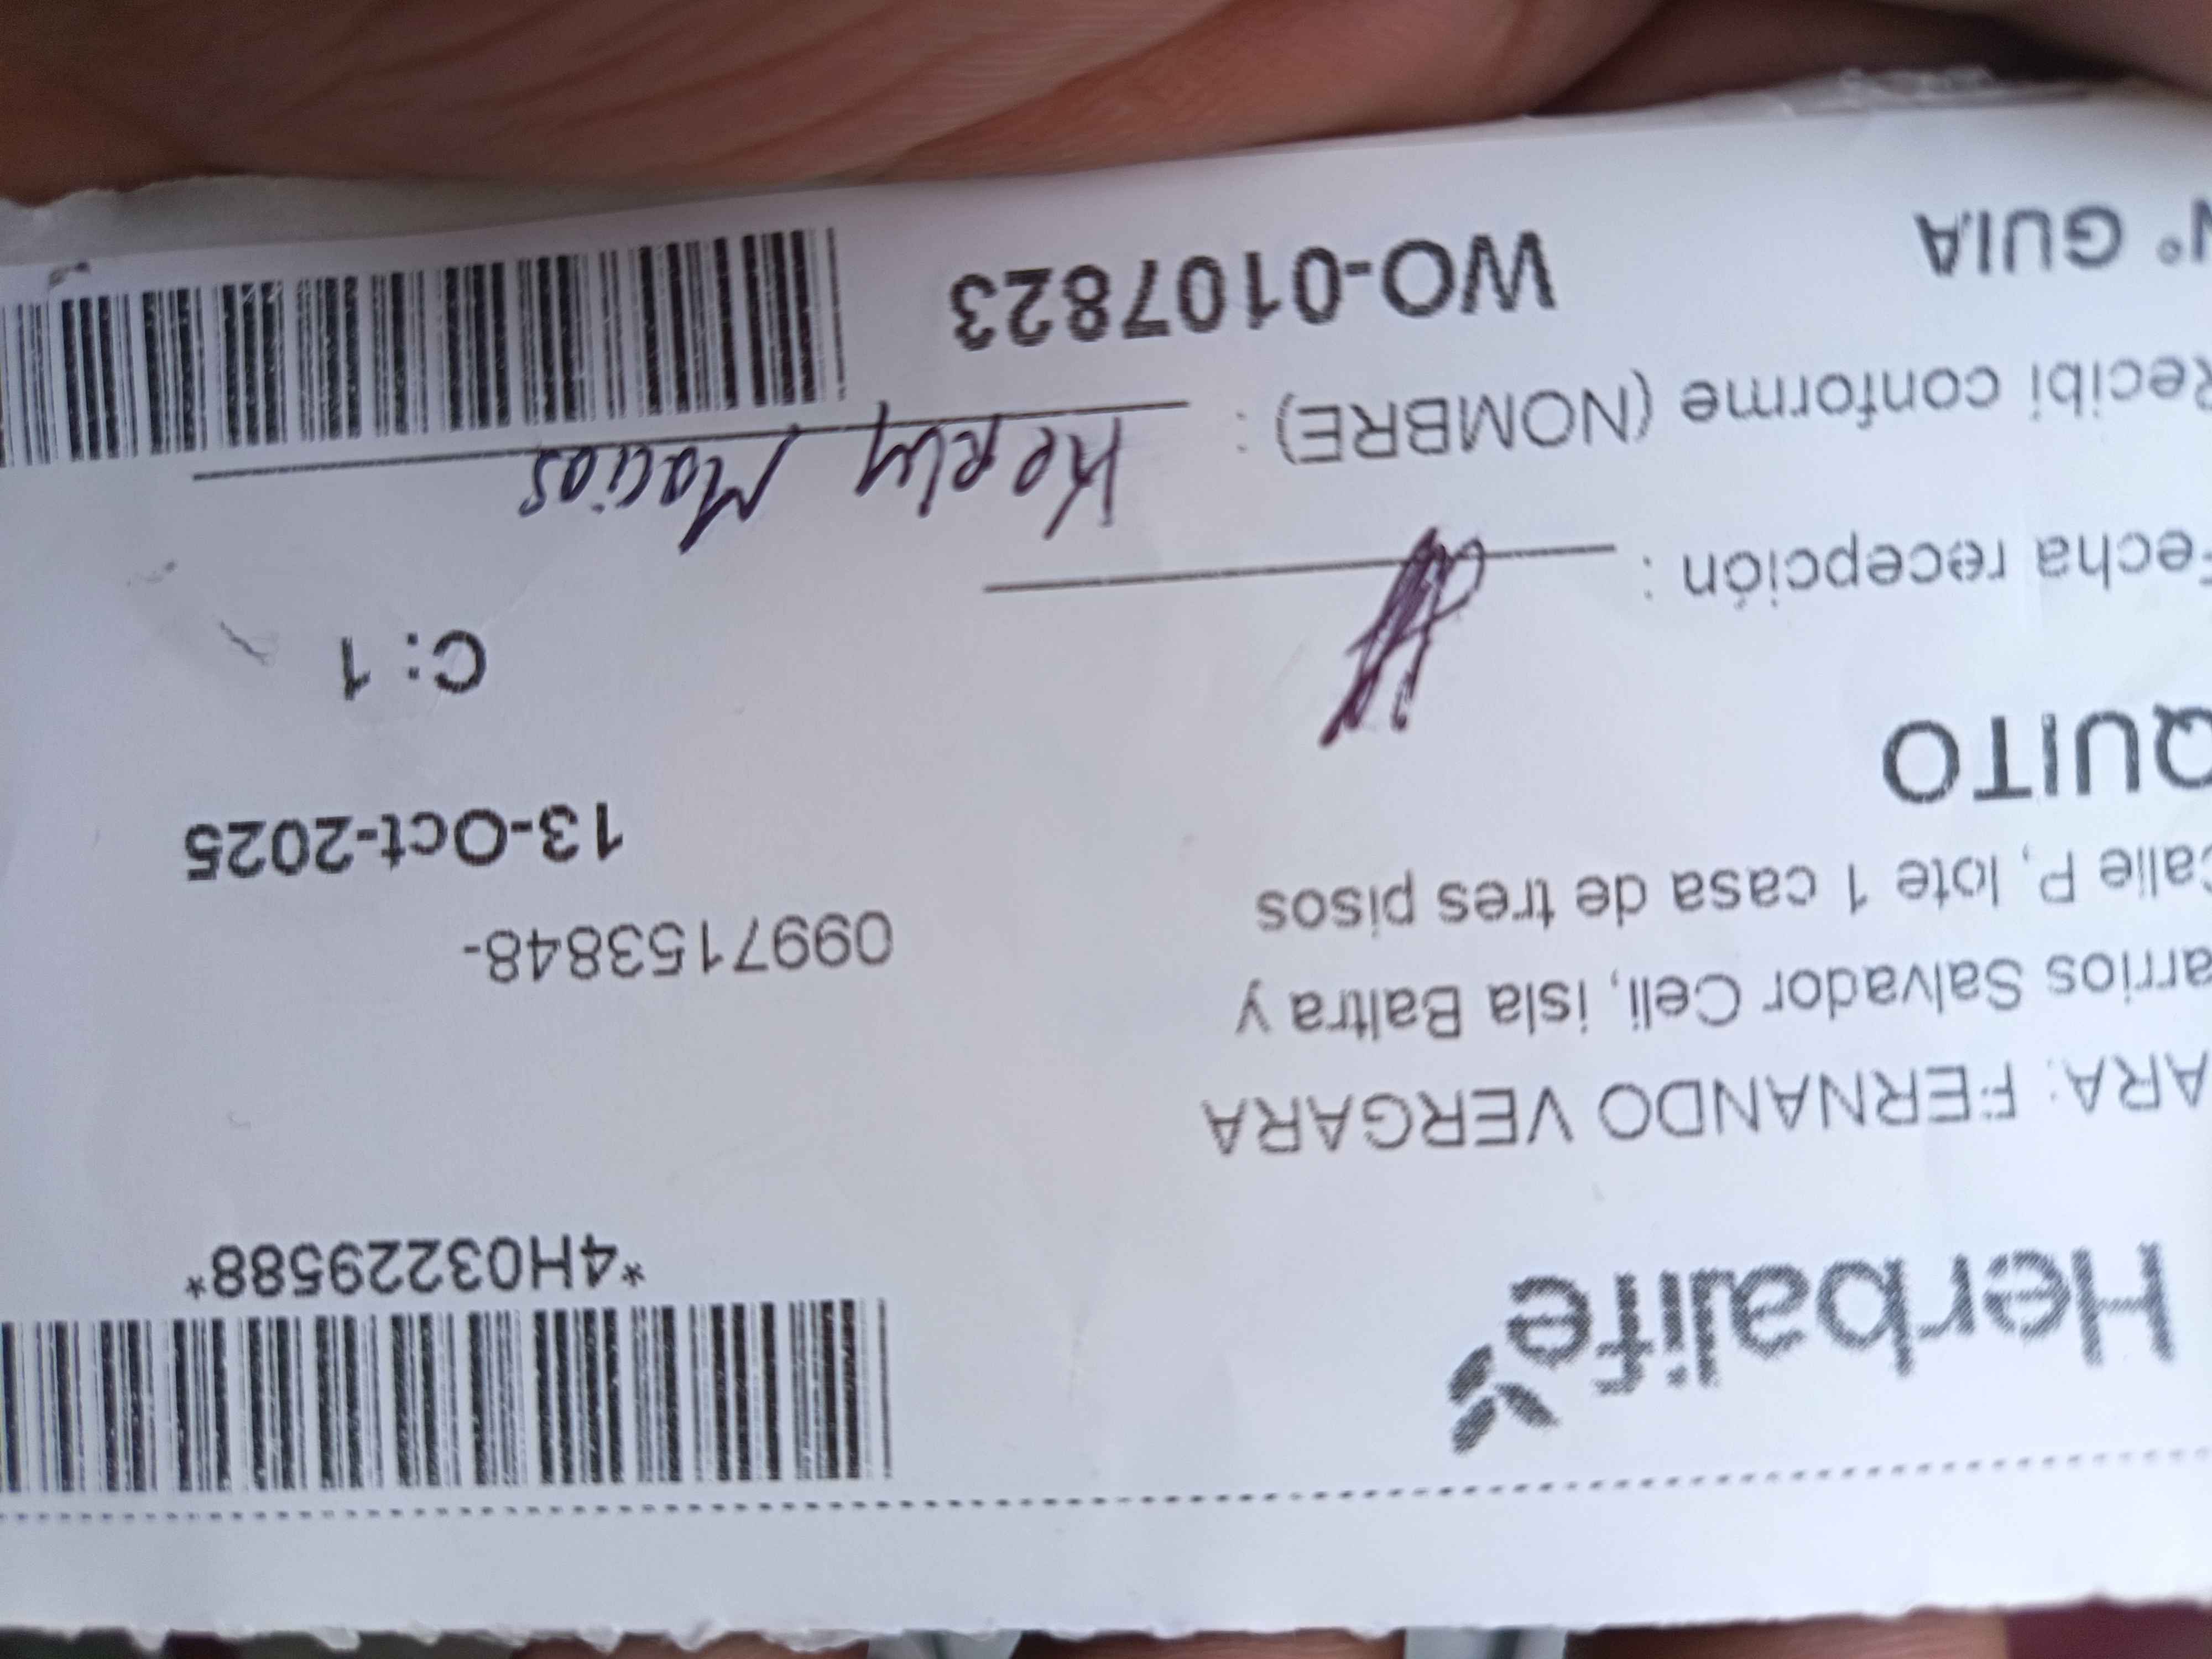 Herbalife
*4H03229588*
ARA: FERNANDO VERGARA
arrios Salvador Celi, isla Baltra y
0997153848-
Calle P, lote 1 casa de tres pisos
13-Oct-2025
QUITO
C: 1
Fecha recepción :
Recibi conforme (NOMBRE) : Kerly Macias
N° GUIA WO-0107823